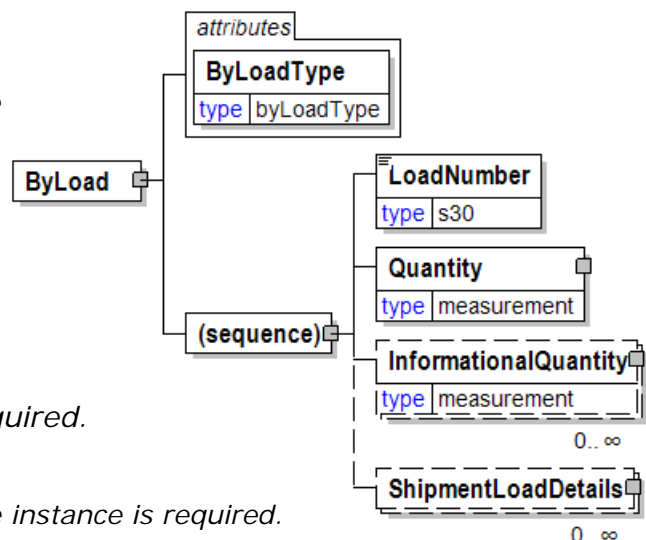 attributes
ByLoadType
type byLoadType
ByLoad
LoadNumber
type s30
Quantity
type measurement
(sequence)
InformationalQuantity
type measurement
0.. ∞
ShipmentLoadDetails
0.. ∞
instance is required.